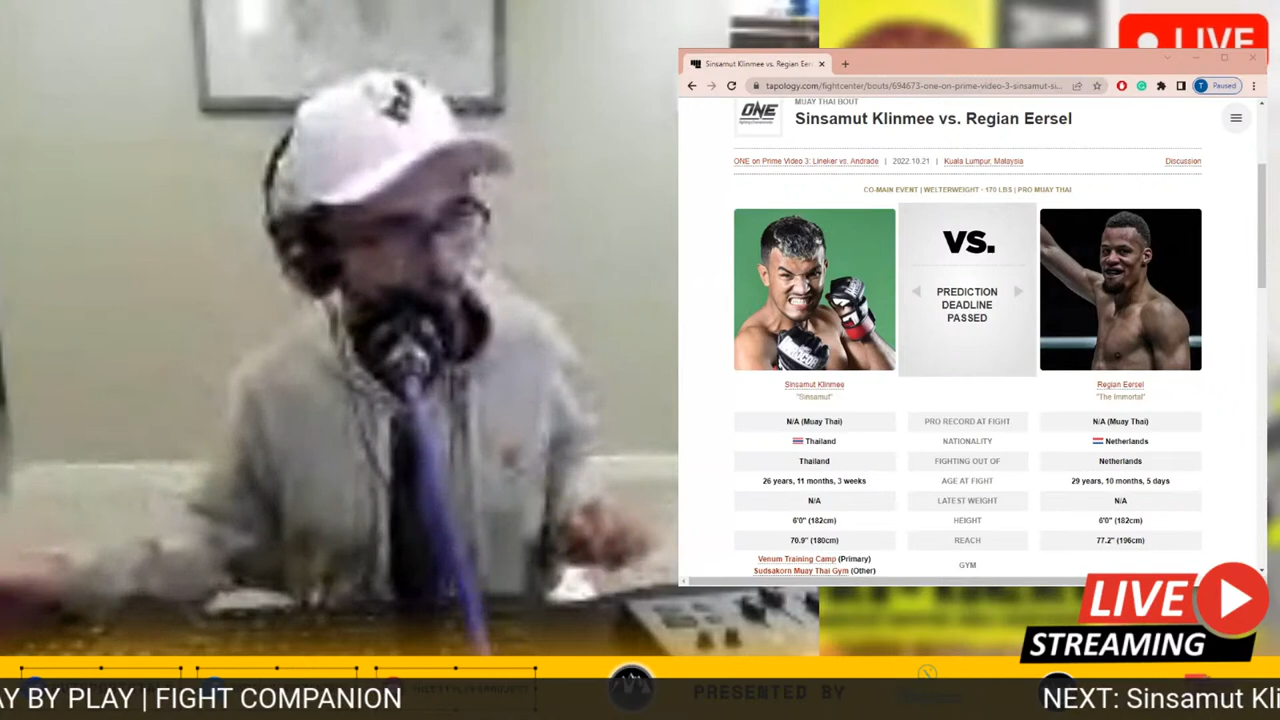 LIVE
Sinsamut Klinmee vs. Regian Eer
tapology.com/fightcenter/bouts/694673-one-on-prime-video-3-sinsamut-si...
T Paused
ONE
MUAY THAI BOUT
Sinsamut Klinmee vs. Regian Eersel
ONE on Prime Video 3: Lineker vs. Andrade | 2022.10.21 | Kuala Lumpur, Malaysia
Discussion
CO-MAIN EVENT | WELTERWEIGHT · 170 LBS | PRO MUAY THAI
VS.
PREDICTION
DEADLINE
PASSED
Sinsamut Klinmee
"Sinsamut"
Regian Eersel
"The Immortal"
N/A (Muay Thai) PRO RECORD AT FIGHT N/A (Muay Thai)
Thailand NATIONALITY Netherlands
Thailand FIGHTING OUT OF Netherlands
26 years, 11 months, 3 weeks AGE AT FIGHT 29 years, 10 months, 5 days
N/A LATEST WEIGHT N/A
6'0" (182cm) HEIGHT 6'0" (182cm)
70.9" (180cm) REACH 77.2" (196cm)
Venum Training Camp (Primary)
GYM
Sudsakorn Muay Thai Gym (Other)
LIVE
STREAMING
PRESENTED BY
AY BY PLAY | FIGHT COMPANION
NEXT: Sinsamut Kli